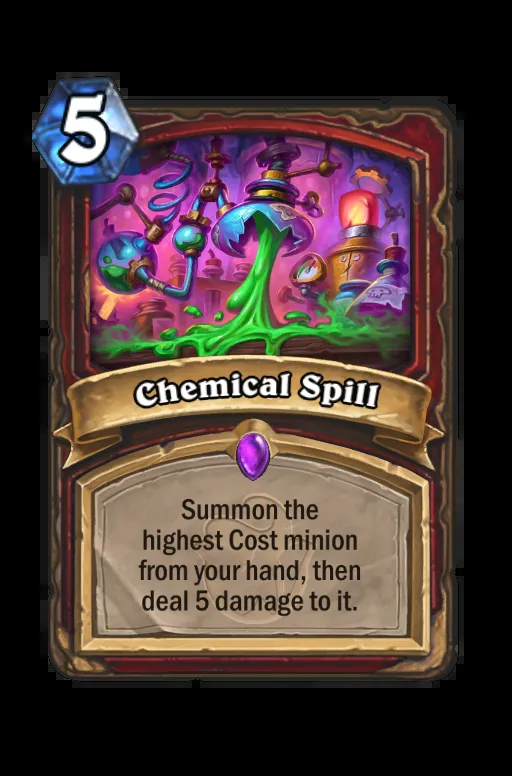 5
Chemical Spill
Summon the
highest Cost minion
from your hand, then
deal 5 damage to it.